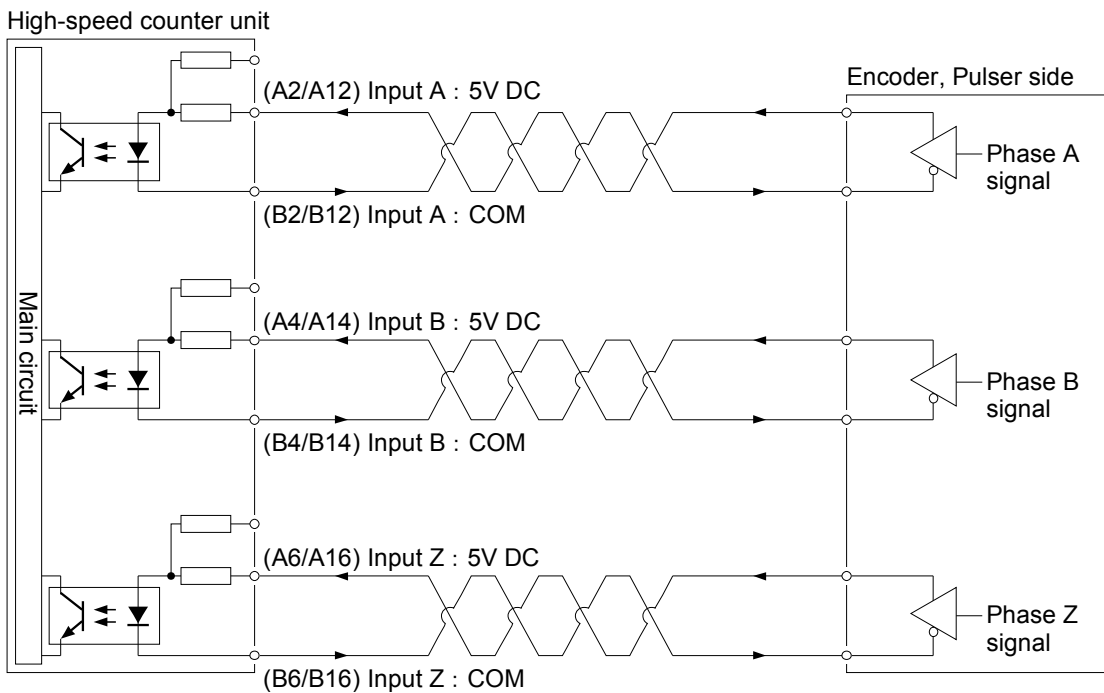 High-speed counter unit
(A2/A12) Input A : 5V DC
Encoder, Pulser side
Phase A
signal
(B2/B12) Input A : COM
Main circuit
(A4/A14) Input B : 5V DC
Phase B
signal
(B4/B14) Input B : COM
(A6/A16) Input Z : 5V DC
Phase Z
signal
(B6/B16) Input Z : COM